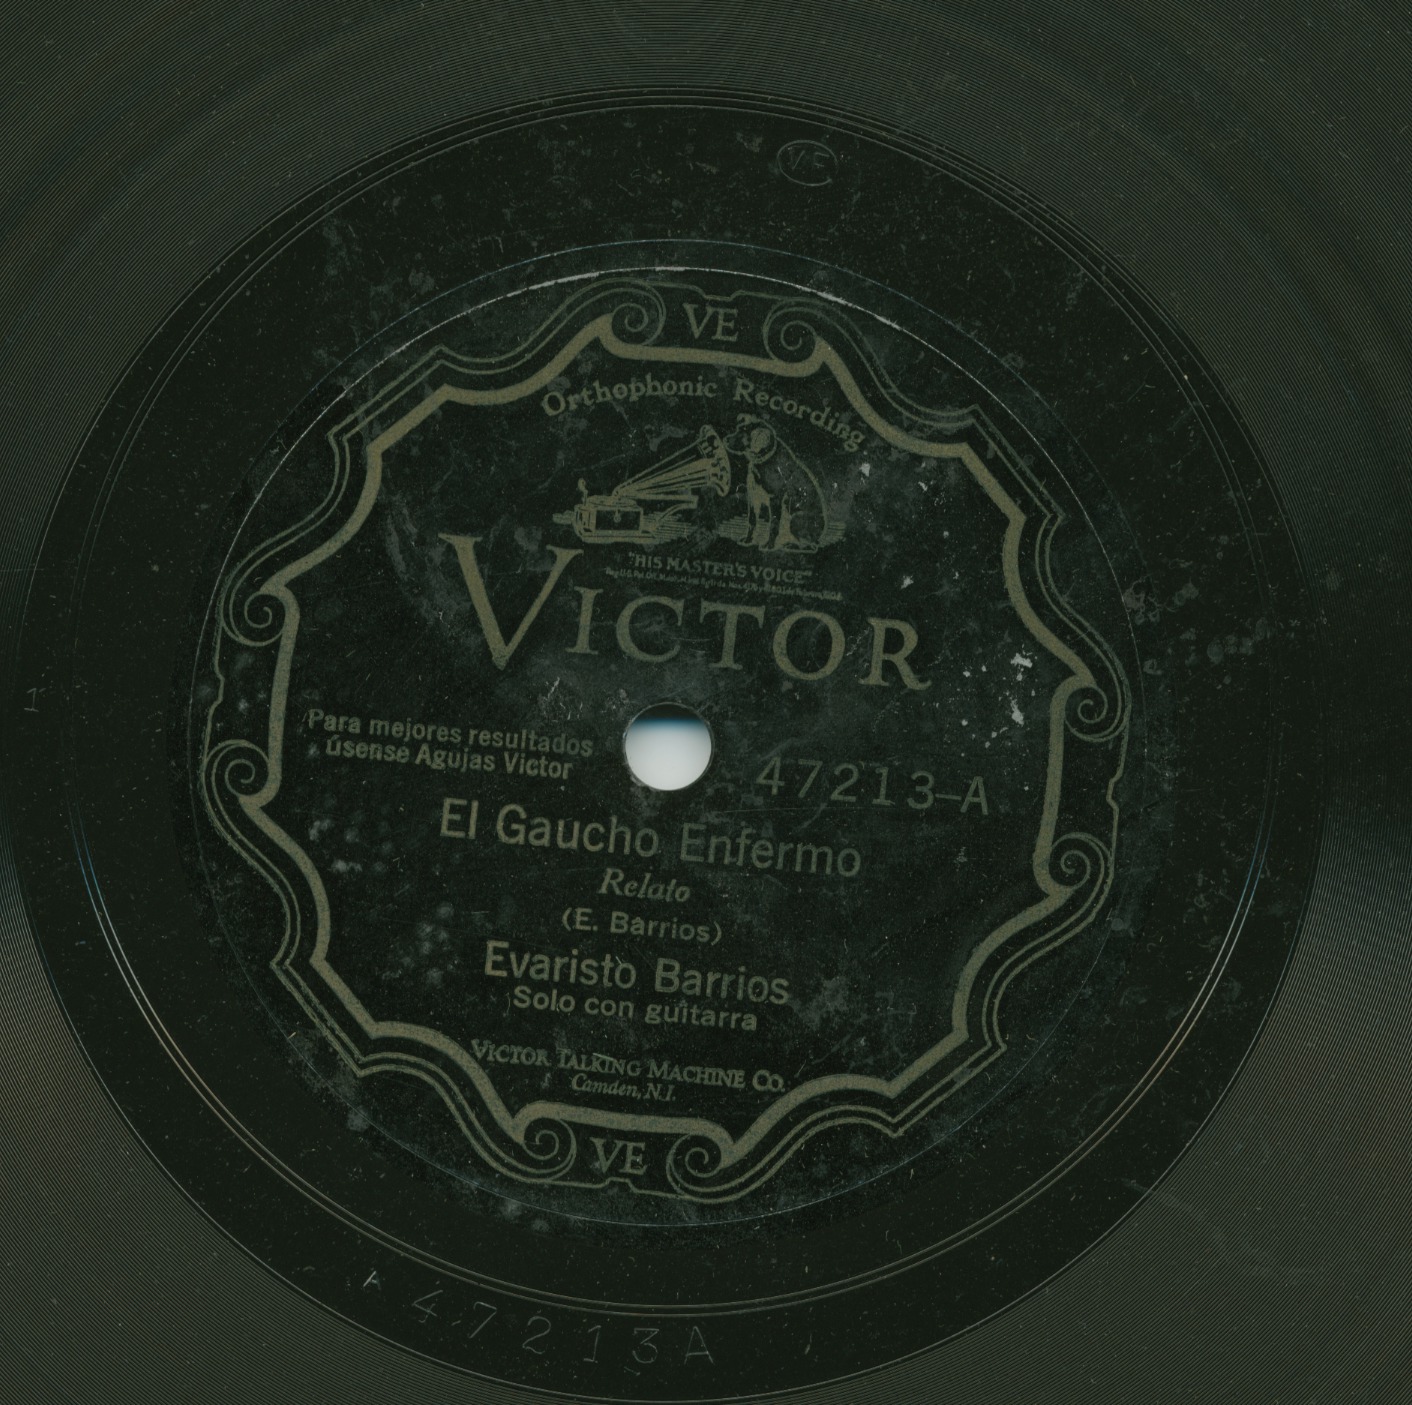 VE
VE
Orthophonic Recording
"HIS MASTER'S VOICE"
VICTOR
Para mejores resultados
úsense Agujas Victor
47213-A
El Gaucho Enfermo
Relato
(E. Barrios)
Evaristo Barrios
Solo con guitarra
VICTOR TALKING MACHINE CO.
Camden, N.J.
VE
1
A 47213A